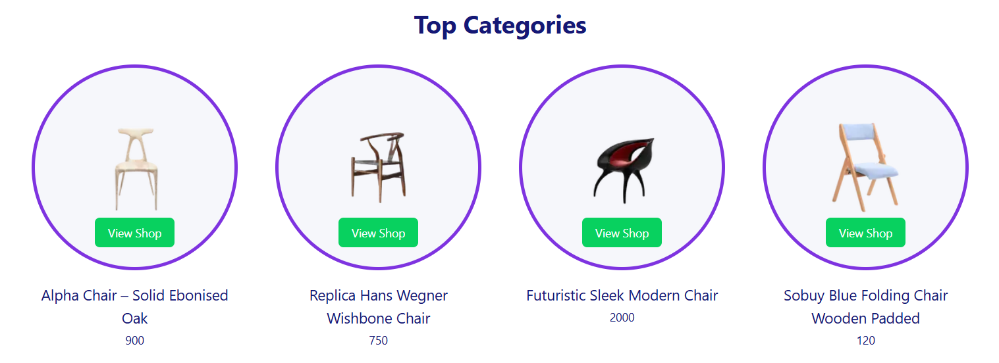 Top Categories
View Shop
View Shop
View Shop
View Shop
Alpha Chair – Solid Ebonised
Oak
900
Replica Hans Wegner
Wishbone Chair
750
Futuristic Sleek Modern Chair
2000
Sobuy Blue Folding Chair
Wooden Padded
120